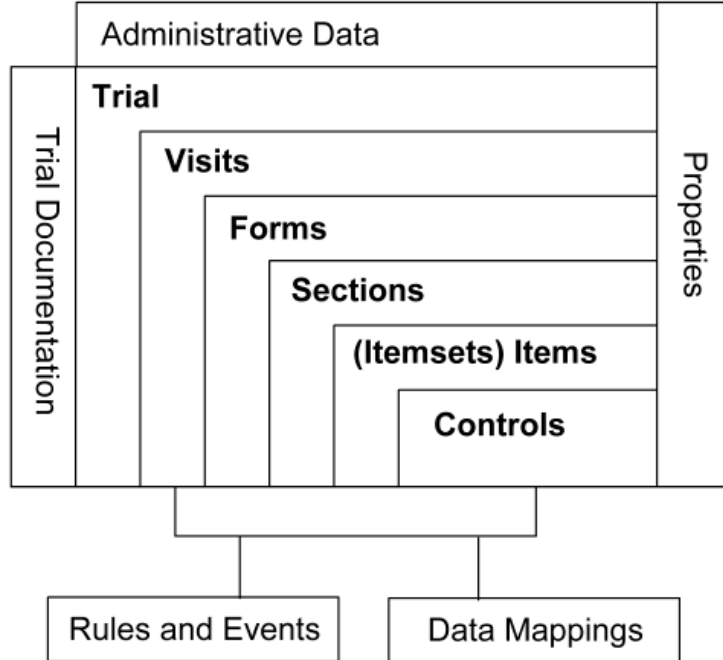 Administrative Data
Trial
Trial Documentation
Visits
Properties
Forms
Sections
(Itemsets) Items
Controls
Rules and Events
Data Mappings